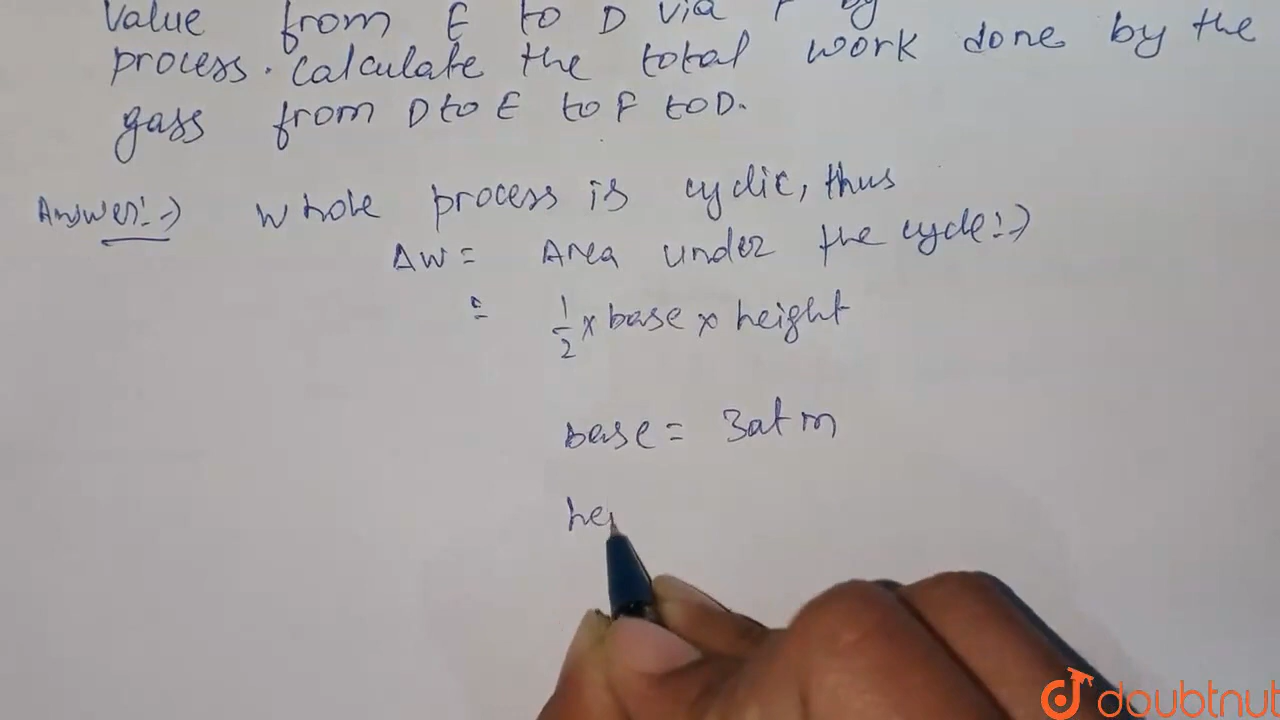 Value from E to D via F by
process. Calculate the total work done by the
gass from D to E to F to D.
Answer:-) Whole process is cyclic, thus
ΔW = Area under the cycle:-)
= 1/2 x base x height
base = 3atm
he
doubtnut